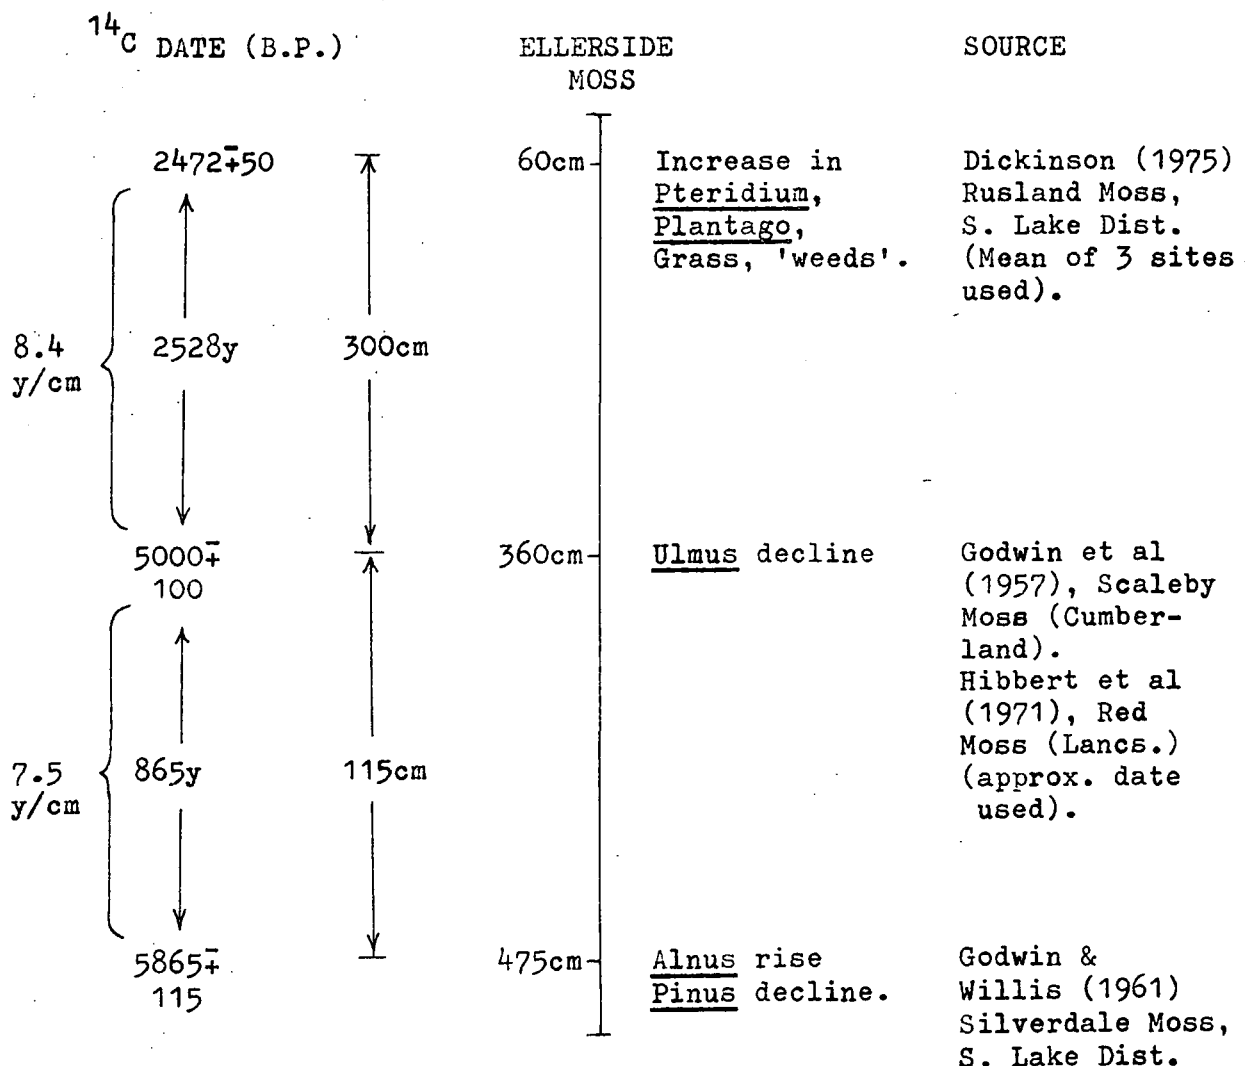 14C DATE (B.P.)
ELLERSIDE
MOSS
SOURCE
2472∓50
60cm
Increase in
Pteridium,
Plantago,
Grass, 'weeds'.
Dickinson (1975)
Rusland Moss,
S. Lake Dist.
(Mean of 3 sites
used).
8.4
y/cm
2528y
300cm
5000∓
100
360cm
Ulmus decline
Godwin et al
(1957), Scaleby
Moss (Cumber-
land).
Hibbert et al
(1971), Red
Moss (Lancs.)
(approx. date
used).
7.5
y/cm
865y
115cm
5865∓
115
475cm
Alnus rise
Pinus decline.
Godwin &
Willis (1961)
Silverdale Moss,
S. Lake Dist.